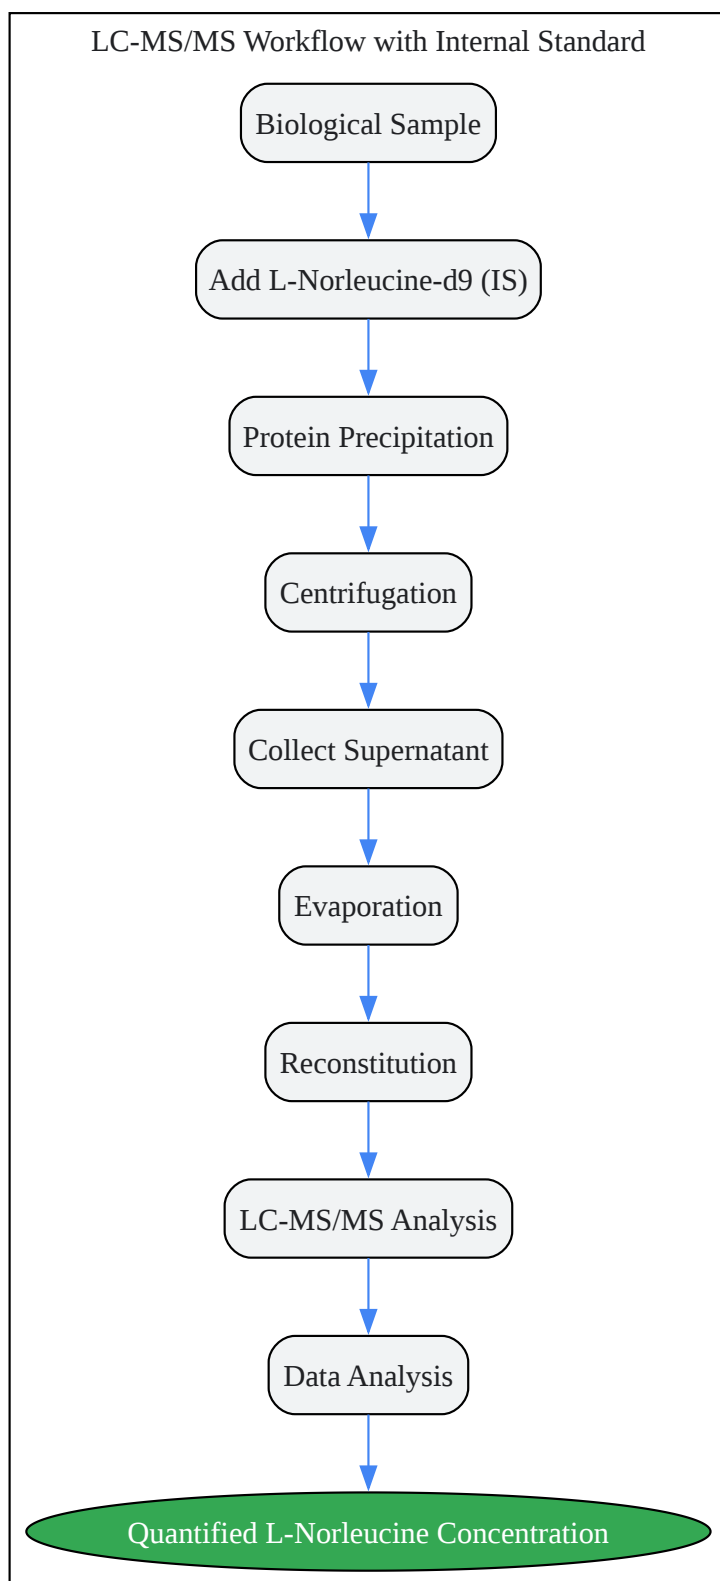 LC-MS/MS Workflow with Internal Standard
Biological Sample
Add L-Norleucine-d9 (IS)
Protein Precipitation
Centrifugation
Collect Supernatant
Evaporation
Reconstitution
LC-MS/MS Analysis
Data Analysis
Quantified L-Norleucine Concentration